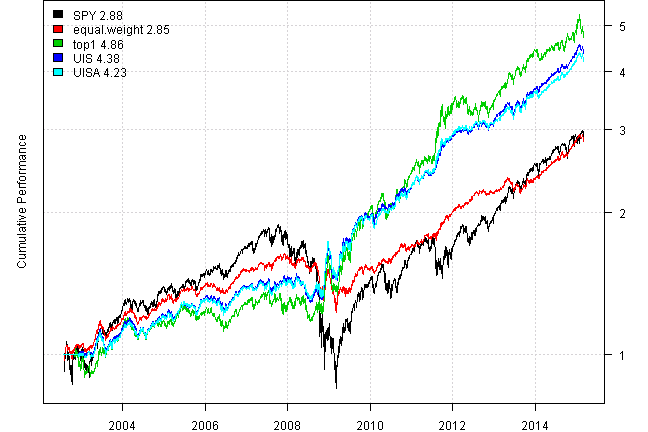 SPY 2.88
equal.weight 2.85
top1 4.86
UIS 4.38
UISA 4.23
Cumulative Performance
5
4
3
2
1
2004 2006 2008 2010 2012 2014